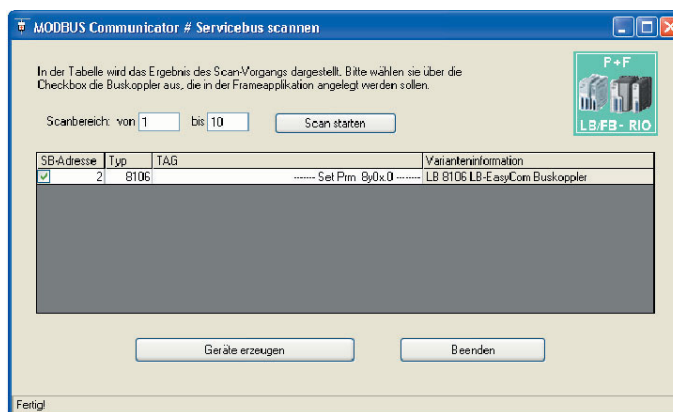 MODBUS Communicator # Servicebus scannen
In der Tabelle wird das Ergebnis des Scan-Vorgangs dargestellt. Bitte wählen sie über die
Checkbox die Buskoppler aus, die in der Frameapplikation angelegt werden sollen.
P+F
LB/FB - RIO
Scanbereich: von 1 bis 10 Scan starten
SB-Adresse Typ TAG Varianteninformation
2 8106 ------- Set Prm 8y0x.0 ------- LB 8106 LB-EasyCom Buskoppler
Geräte erzeugen Beenden
Fertig!